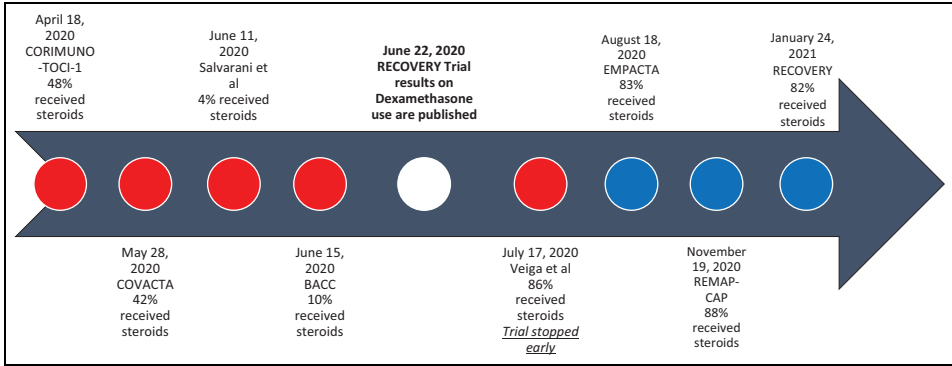 April 18,
2020
CORIMUNO
-TOCI-1
48%
received
steroids
May 28,
2020
COVACTA
42%
received
steroids
June 11,
2020
Salvarani et
al
4% received
steroids
June 15,
2020
BACC
10%
received
steroids
June 22, 2020
RECOVERY Trial
results on
Dexamethasone
use are published
July 17, 2020
Veiga et al
86%
received
steroids
Trial stopped
early
August 18,
2020
EMPACTA
83%
received
steroids
November
19, 2020
REMAP-
CAP
88%
received
steroids
January 24,
2021
RECOVERY
82%
received
steroids